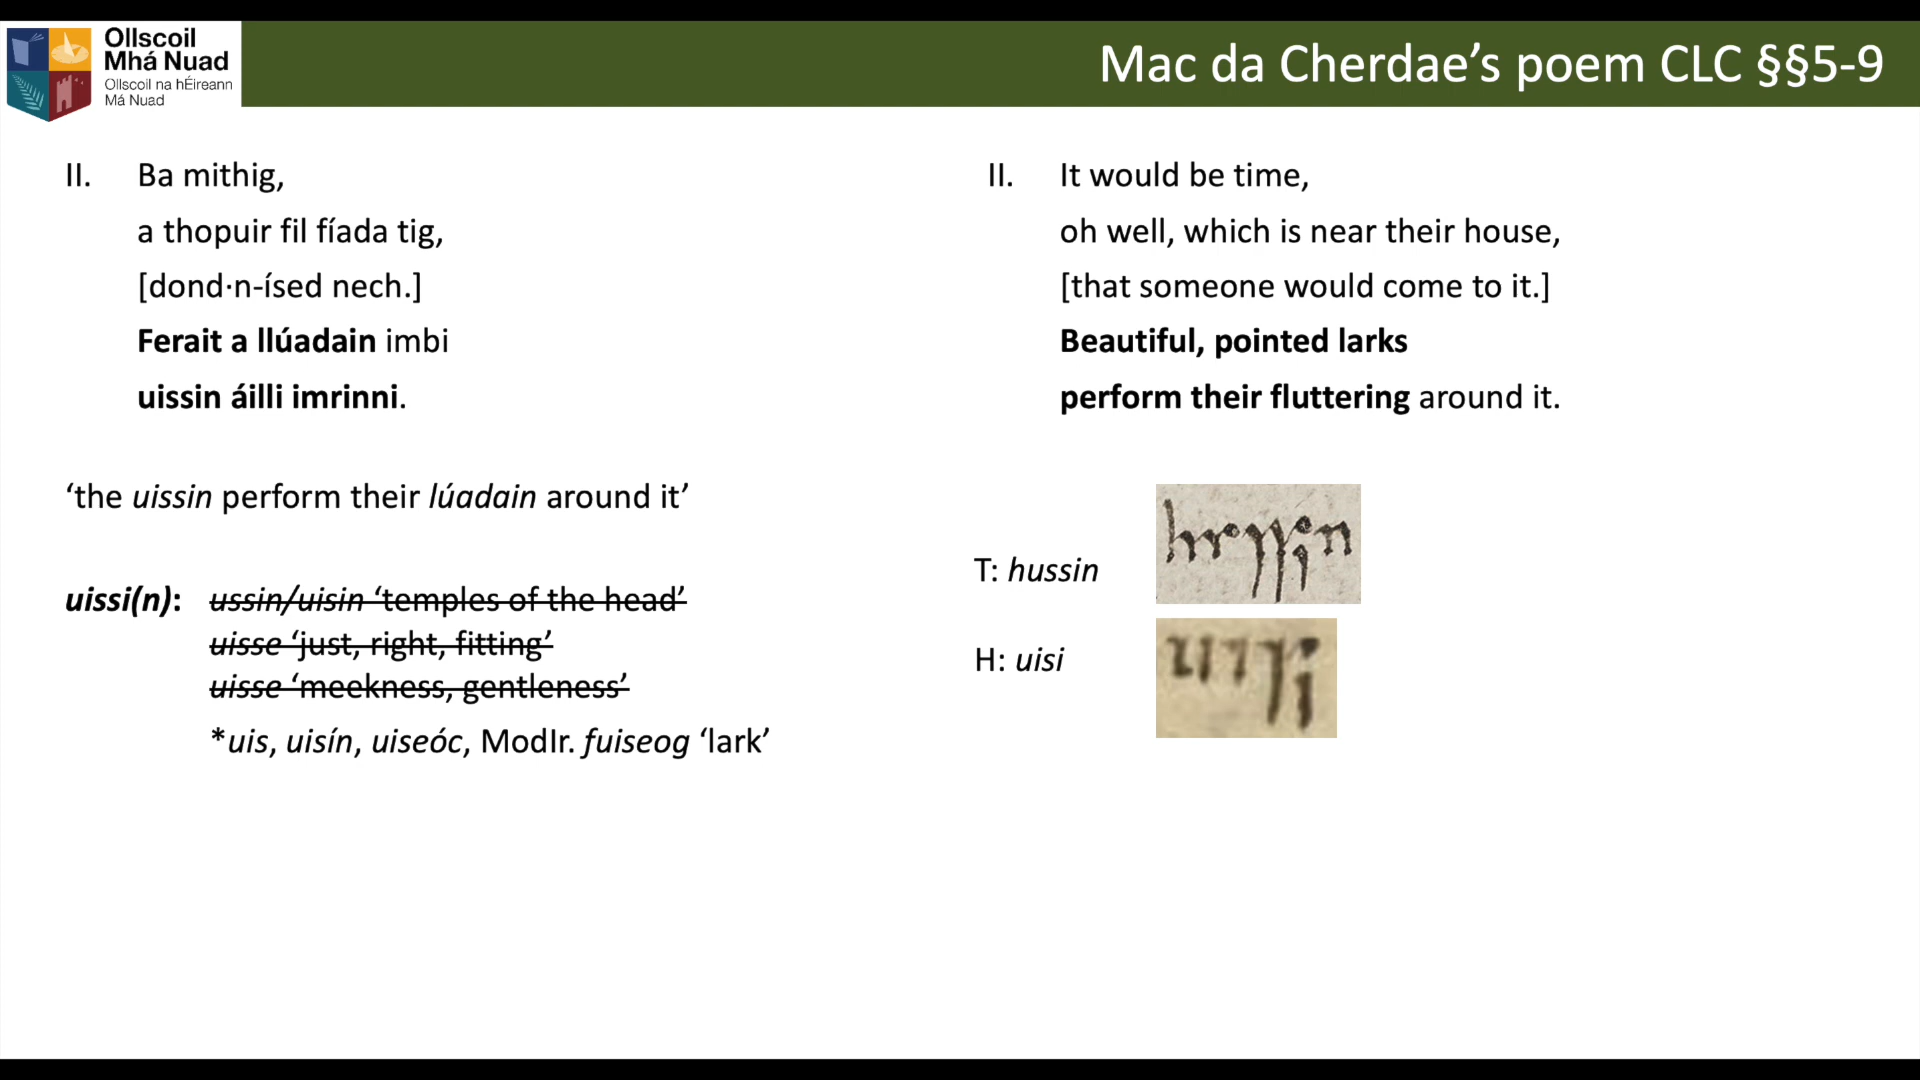 Ollscoil
Mhá Nuad
Ollscoil na hÉireann
Má Nuad
Mac da Cherdae’s poem CLC §§5-9
II. Ba mithig,
a thopuir fil fíada tig,
[dond·n-ísed nech.]
Ferait a llúadain imbi
uissin áilli imrinni.
II. It would be time,
oh well, which is near their house,
[that someone would come to it.]
Beautiful, pointed larks
perform their fluttering around it.
‘the uissin perform their lúadain around it’
uissi(n): ussin/uisin ‘temples of the head’
uisse ‘just, right, fitting’
uisse ‘meekness, gentleness’
*uis, uisín, uiseóc, ModIr. fuiseog ‘lark’
T: hussin
H: uisi